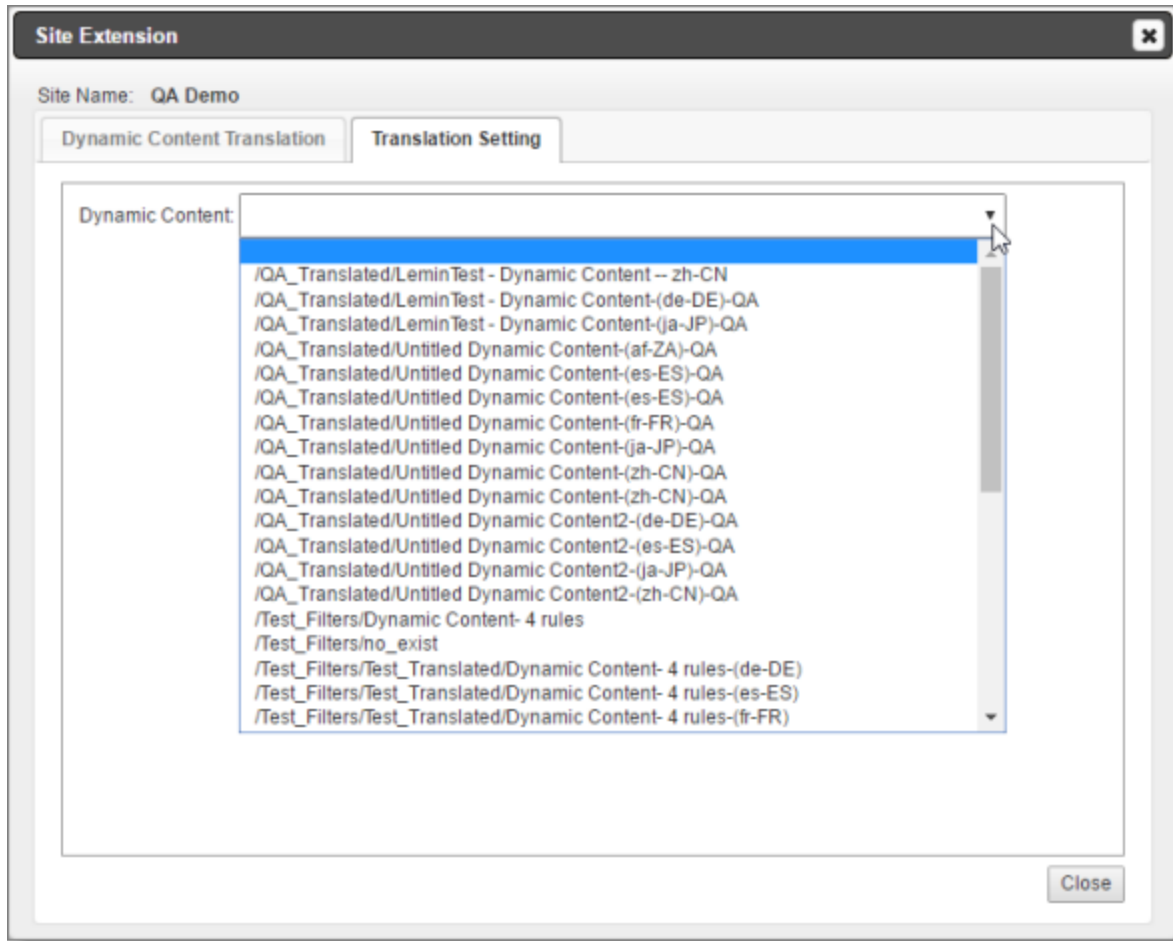 Site Extension
Site Name: QA Demo
Dynamic Content Translation
Translation Setting
Dynamic Content:
/QA_Translated/LeminTest - Dynamic Content -- zh-CN
/QA_Translated/LeminTest - Dynamic Content-(de-DE)-QA
/QA_Translated/LeminTest - Dynamic Content-(ja-JP)-QA
/QA_Translated/Untitled Dynamic Content-(af-ZA)-QA
/QA_Translated/Untitled Dynamic Content-(es-ES)-QA
/QA_Translated/Untitled Dynamic Content-(es-ES)-QA
/QA_Translated/Untitled Dynamic Content-(fr-FR)-QA
/QA_Translated/Untitled Dynamic Content-(ja-JP)-QA
/QA_Translated/Untitled Dynamic Content-(zh-CN)-QA
/QA_Translated/Untitled Dynamic Content-(zh-CN)-QA
/QA_Translated/Untitled Dynamic Content2-(de-DE)-QA
/QA_Translated/Untitled Dynamic Content2-(es-ES)-QA
/QA_Translated/Untitled Dynamic Content2-(ja-JP)-QA
/QA_Translated/Untitled Dynamic Content2-(zh-CN)-QA
/Test_Filters/Dynamic Content- 4 rules
/Test_Filters/no_exist
/Test_Filters/Test_Translated/Dynamic Content- 4 rules-(de-DE)
/Test_Filters/Test_Translated/Dynamic Content- 4 rules-(es-ES)
/Test_Filters/Test_Translated/Dynamic Content- 4 rules-(fr-FR)
Close